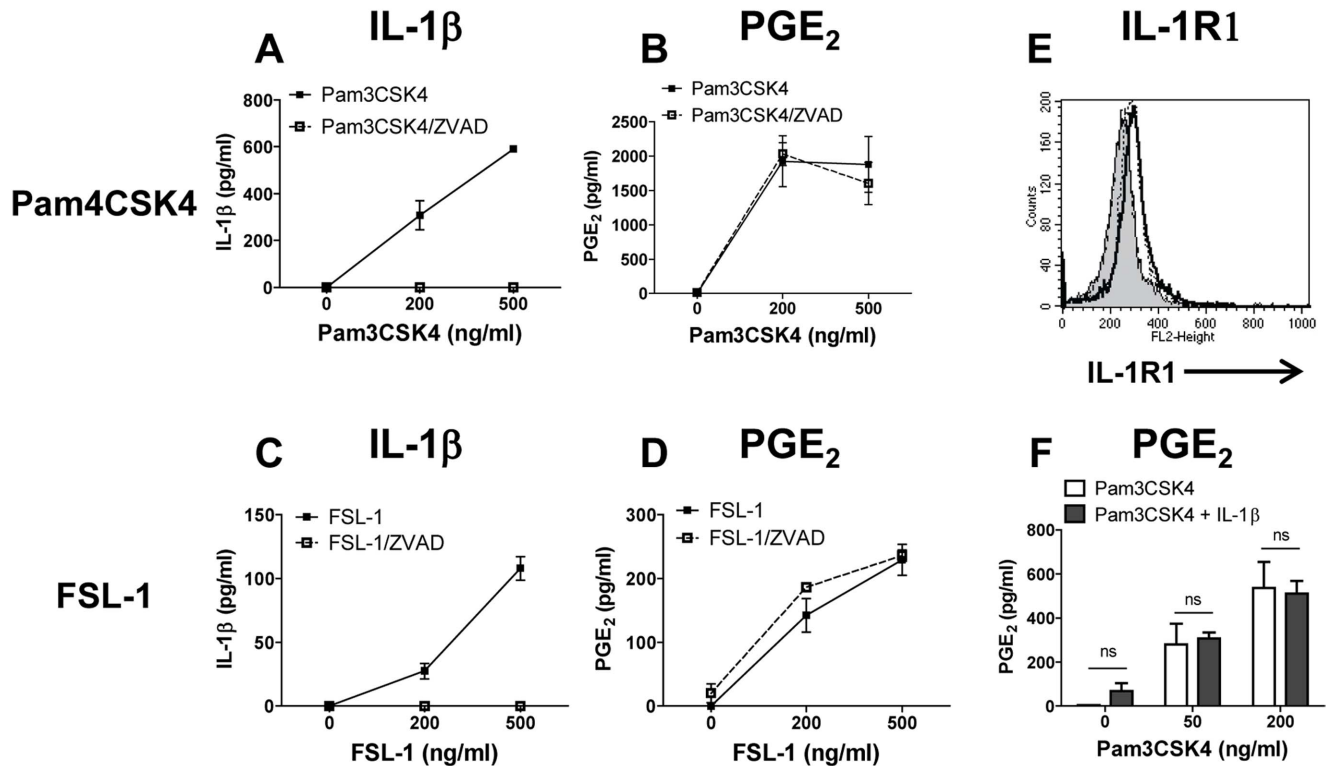 IL-1β
PGE2
IL-1R1
A
B
E
Pam4CSK4
Pam3CSK4
Pam3CSK4/ZVAD
IL-1β (pg/ml)
800
600
400
200
0
0
200
500
Pam3CSK4 (ng/ml)
Pam3CSK4
Pam3CSK4/ZVAD
PGE2 (pg/ml)
2500
2000
1500
1000
500
0
0
200
500
Pam3CSK4 (ng/ml)
Counts
200
160
120
80
40
0
0
200
400
600
800
1000
FL2-Height
IL-1R1
IL-1β
PGE2
PGE2
C
D
F
FSL-1
FSL-1
FSL-1/ZVAD
IL-1β (pg/ml)
150
100
50
0
0
200
500
FSL-1 (ng/ml)
FSL-1
FSL-1/ZVAD
PGE2 (pg/ml)
300
200
100
0
0
200
500
FSL-1 (ng/ml)
Pam3CSK4
Pam3CSK4 + IL-1β
PGE2 (pg/ml)
800
600
400
200
0
ns
ns
ns
0
50
200
Pam3CSK4 (ng/ml)